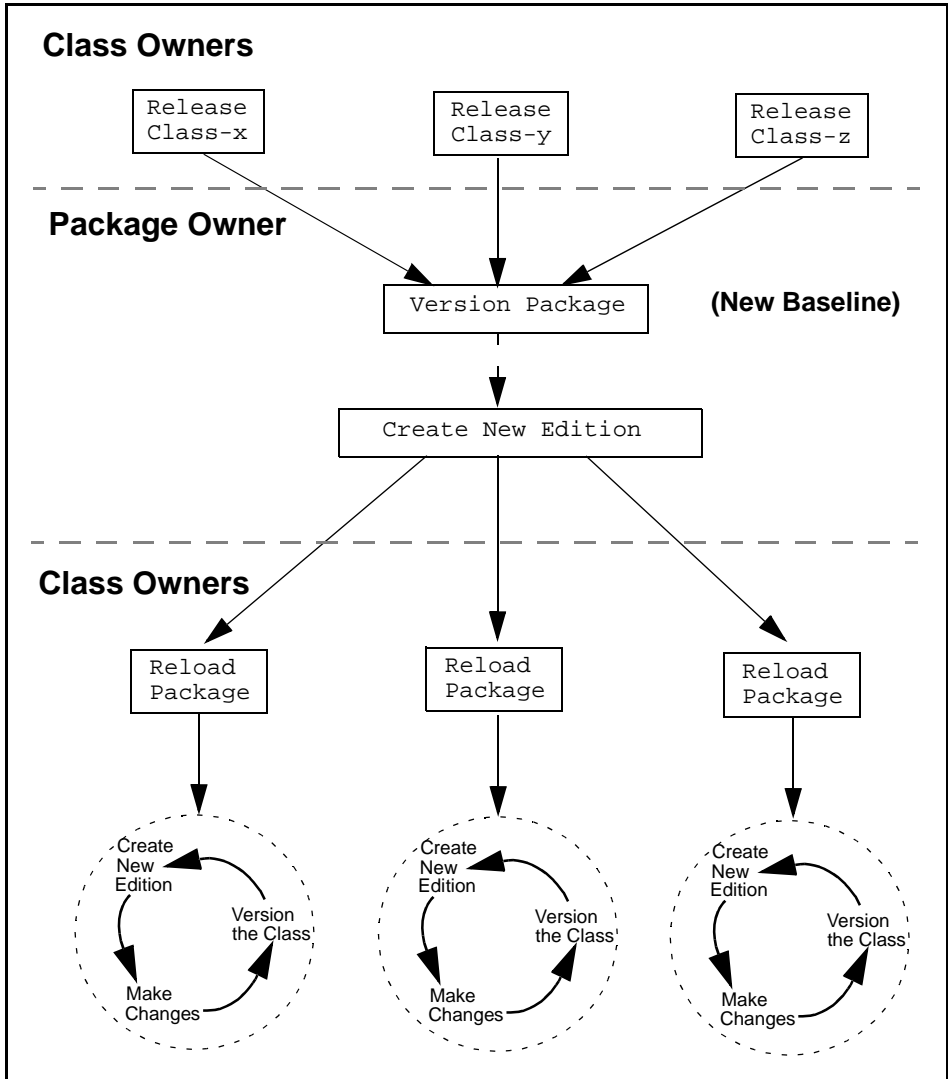 Class Owners
Release
Class-x
Release
Class-y
Release
Class-z
Package Owner
Version Package
(New Baseline)
Create New Edition
Class Owners
Reload
Package
Reload
Package
Reload
Package
Create
New
Edition
Version
the Class
Make
Changes
Create
New
Edition
Version
the Class
Make
Changes
Create
New
Edition
Version
the Class
Make
Changes